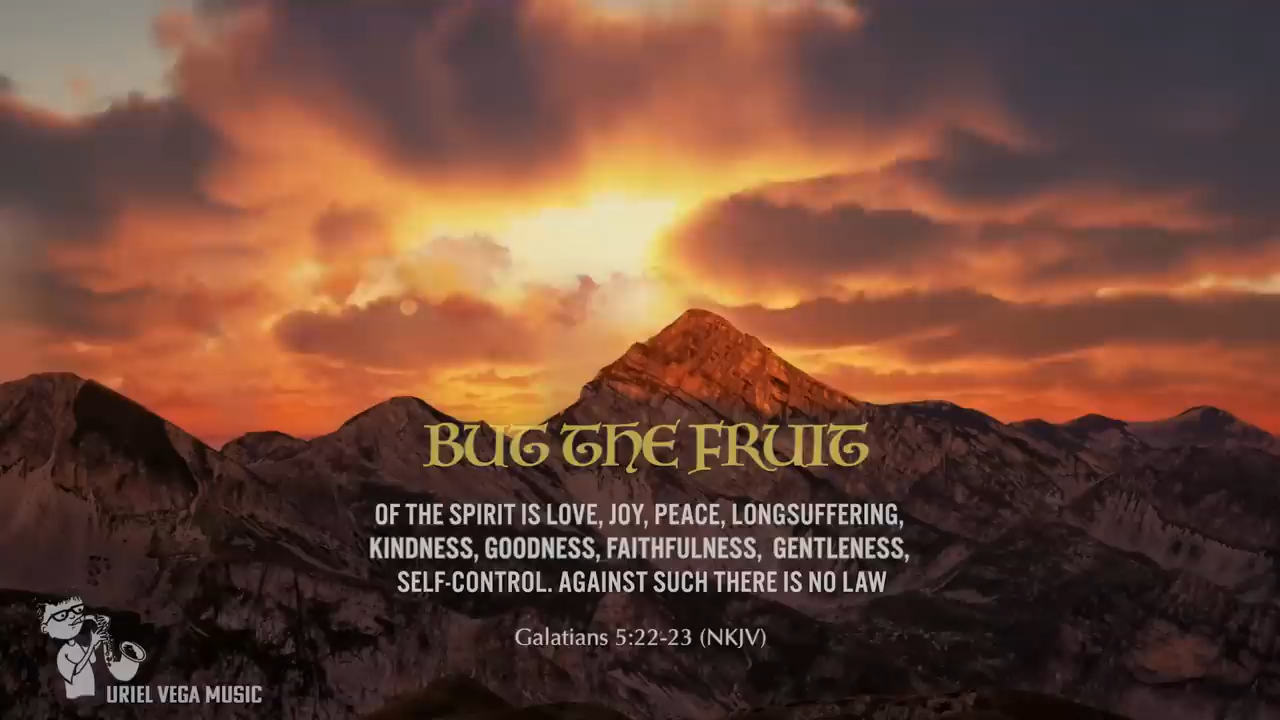 BUT THE FRUIT
OF THE SPIRIT IS LOVE, JOY, PEACE, LONGSUFFERING,
KINDNESS, GOODNESS, FAITHFULNESS, GENTLENESS,
SELF-CONTROL. AGAINST SUCH THERE IS NO LAW
Galatians 5:22-23 (NKJV)
URIEL VEGA MUSIC